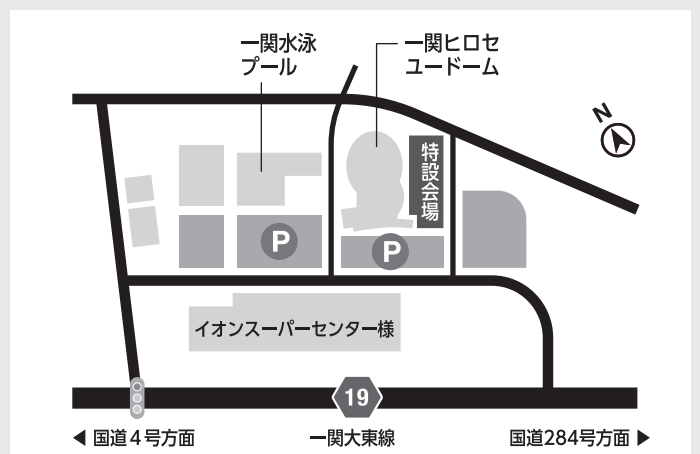 一関水泳
プール
一関ヒロセ
ユードーム
N
特設会場
P
P
イオンスーパーセンター様
19
国道4号方面
一関大東線
国道284号方面